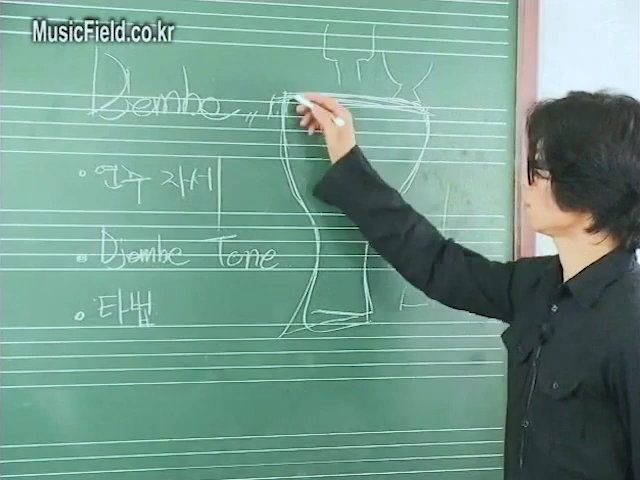 MusicField.co.kr
Djembe
· 연주 자세
· Djembe Tone
· 타법